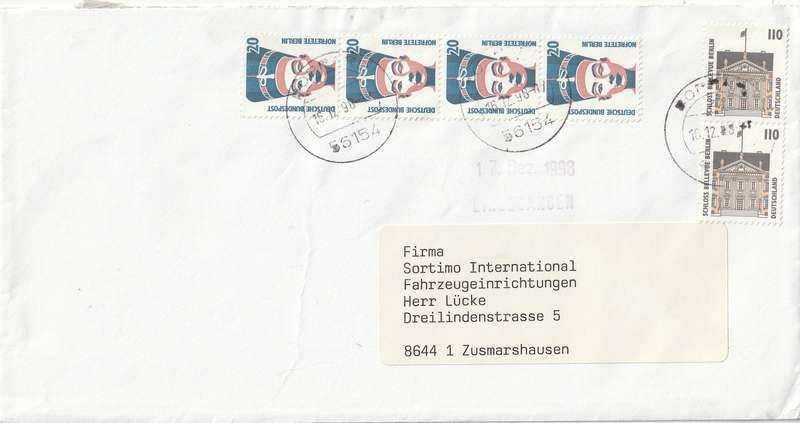 20
NOFRETETE BERLIN
DEUTSCHE BUNDESPOST
20
NOFRETETE BERLIN
DEUTSCHE BUNDESPOST
20
NOFRETETE BERLIN
DEUTSCHE BUNDESPOST
20
NOFRETETE BERLIN
DEUTSCHE BUNDESPOST
110
SCHLOSS BELLEVUE BERLIN
DEUTSCHLAND
110
SCHLOSS BELLEVUE BERLIN
DEUTSCHLAND
56154
56154
17. Dez. 1998
Firma
Sortimo International
Fahrzeugeinrichtungen
Herr Lücke
Dreilindenstrasse 5
8644 1 Zusmarshausen